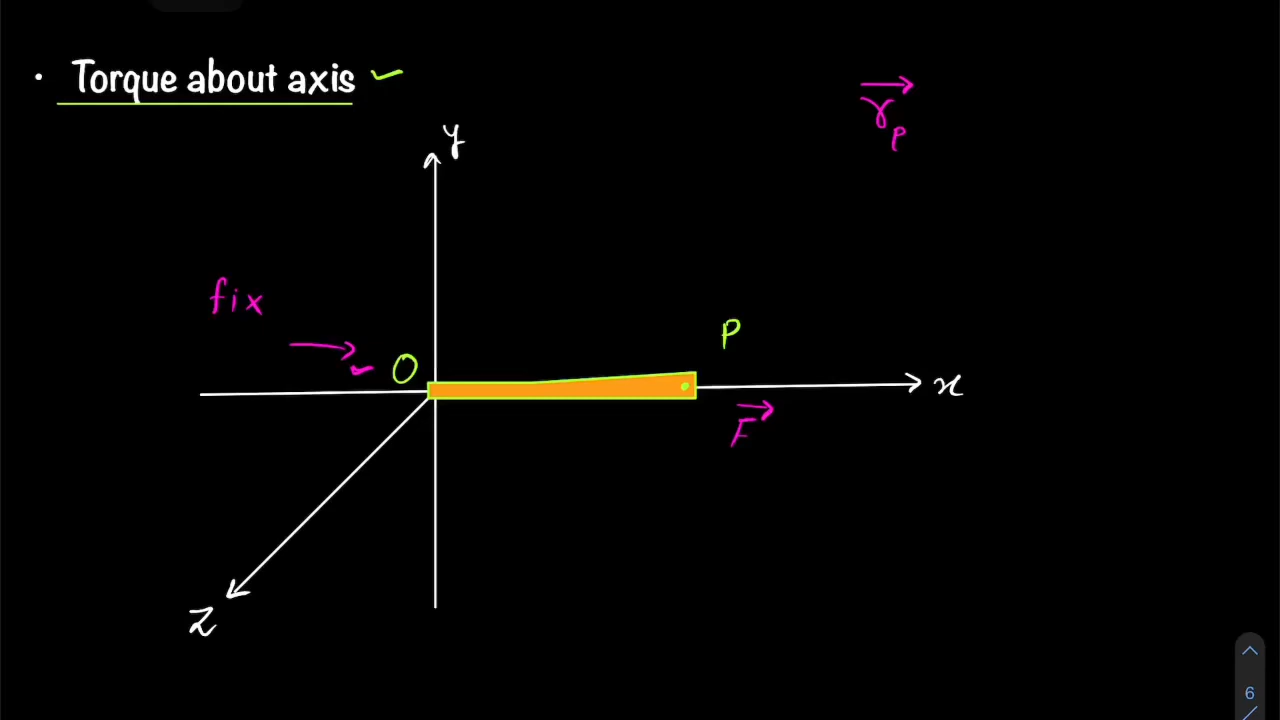 • Torque about axis
r⃗p
y
fix
P
O
x
F⃗
z
6